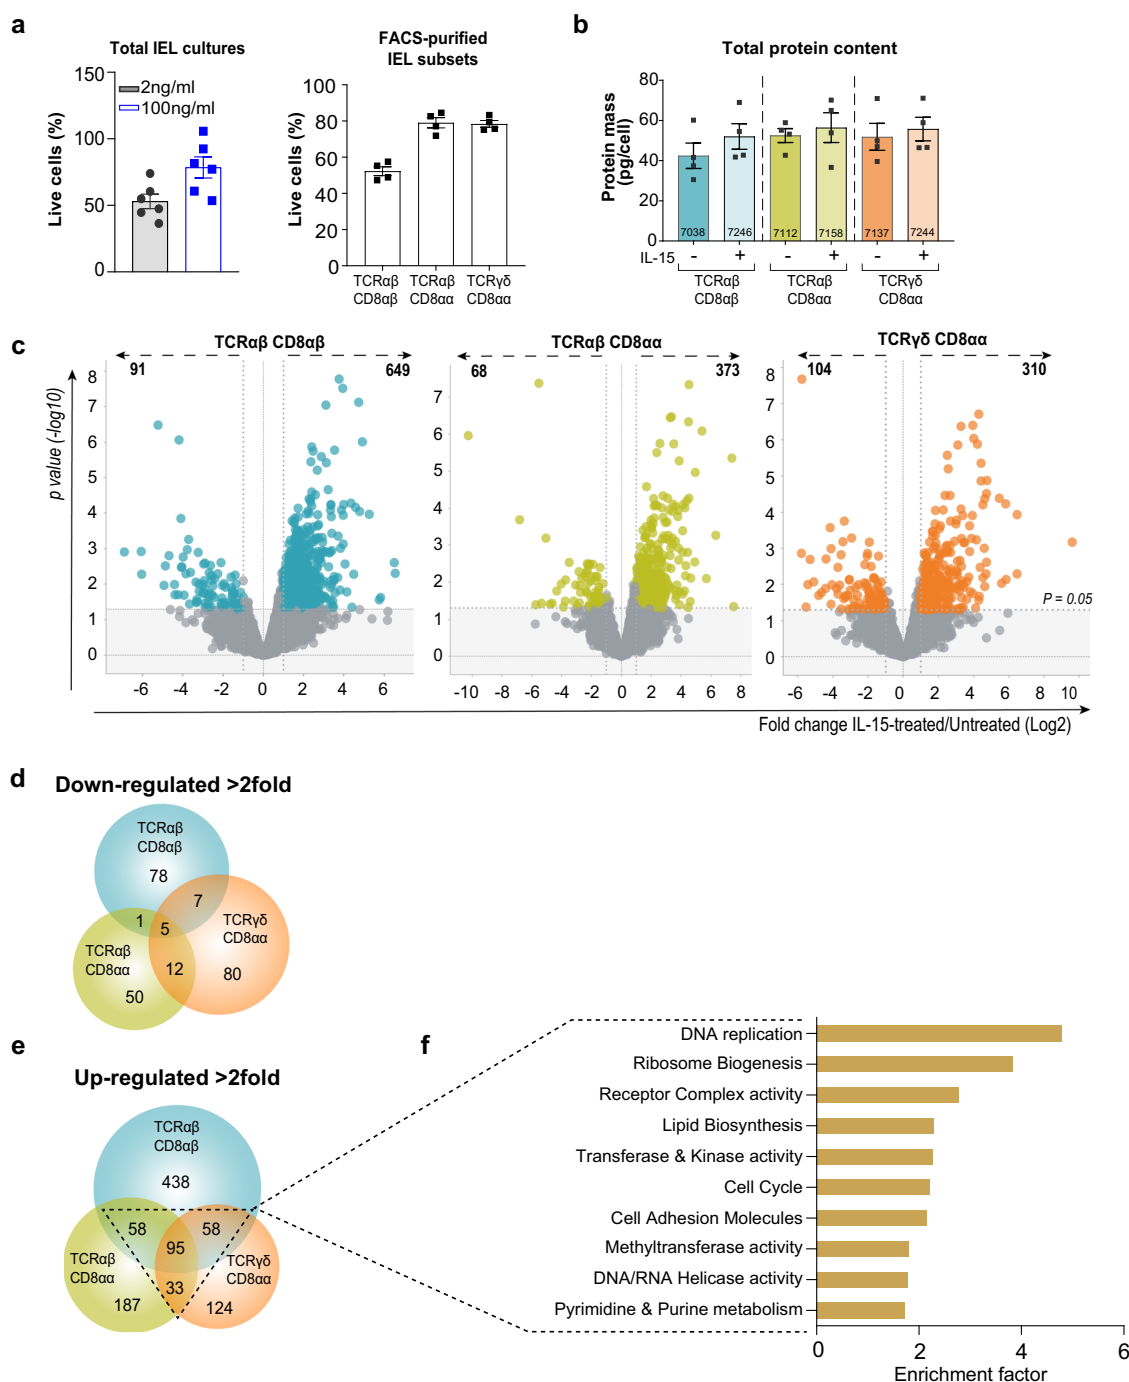 a
Total IEL cultures
150
100
50
0
Live cells (%)
2ng/ml
100ng/ml
FACS-purified
IEL subsets
100
80
60
40
20
0
Live cells (%)
TCRαβ TCRαβ TCRγδ
CD8αβ CD8αα CD8αα
b
Total protein content
80
60
40
20
0
Protein mass
(pg/cell)
7038 7246 7112 7158 7137 7244
IL-15 - + - + - +
TCRαβ TCRαβ TCRγδ
CD8αβ CD8αα CD8αα
c
TCRαβ CD8αβ
91 649
8
7
6
5
4
3
2
1
0
p value (-log10)
-6 -4 -2 0 2 4 6
TCRαβ CD8αα
68 373
7
6
5
4
3
2
1
0
-10 -8 -6 -4 -2 0 2 4 6 8
TCRγδ CD8αα
104 310
8
7
6
5
4
3
2
1
0
P = 0.05
-6 -4 -2 0 2 4 6 8 10
Fold change IL-15-treated/Untreated (Log2)
d
Down-regulated >2fold
TCRαβ
CD8αβ
78
7
1
5
TCRγδ
CD8αα
TCRαβ
CD8αα
12
80
50
e
Up-regulated >2fold
TCRαβ
CD8αβ
438
58
58
95
TCRαβ
CD8αα
TCRγδ
CD8αα
33
187
124
f
DNA replication
Ribosome Biogenesis
Receptor Complex activity
Lipid Biosynthesis
Transferase & Kinase activity
Cell Cycle
Cell Adhesion Molecules
Methyltransferase activity
DNA/RNA Helicase activity
Pyrimidine & Purine metabolism
0 2 4 6
Enrichment factor